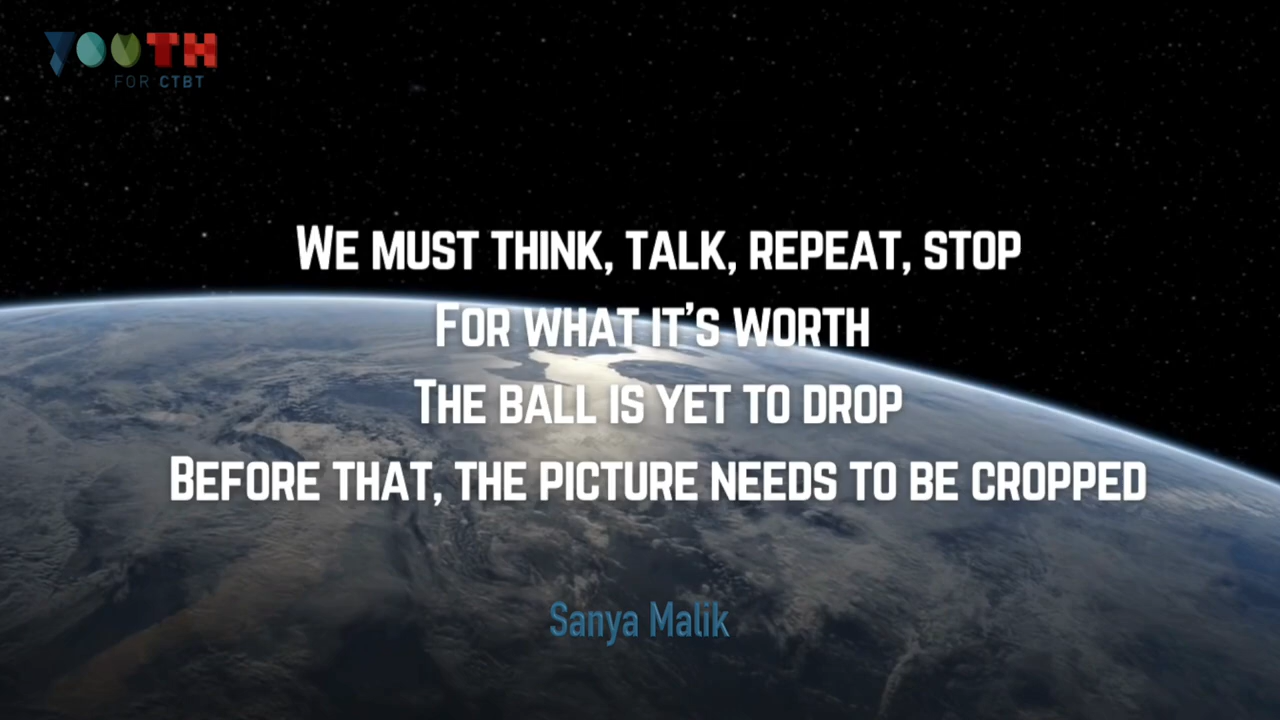 YOUTH
FOR CTBT
WE MUST THINK, TALK, REPEAT, STOP
FOR WHAT IT'S WORTH
THE BALL IS YET TO DROP
BEFORE THAT, THE PICTURE NEEDS TO BE CROPPED
Sanya Malik